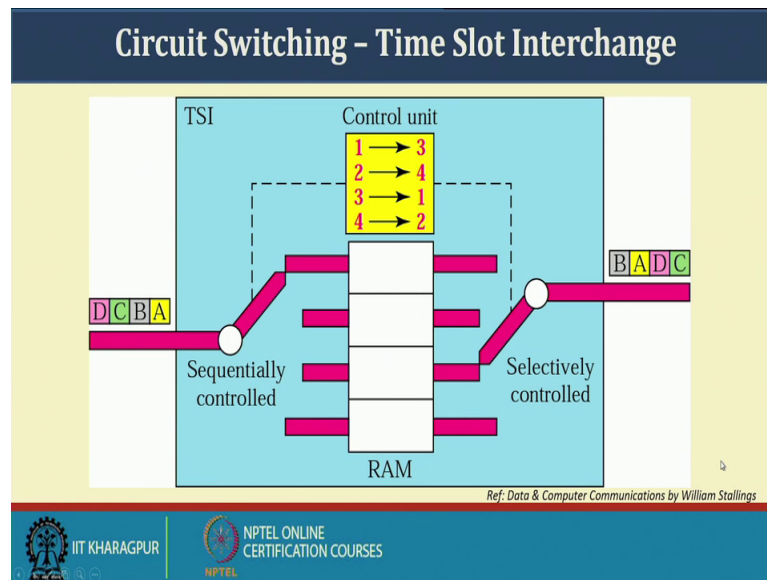 Circuit Switching – Time Slot Interchange
TSI
Control unit
1 → 3
2 → 4
3 → 1
4 → 2
D C B A
B A D C
Sequentially
controlled
Selectively
controlled
RAM
Ref: Data & Computer Communications by William Stallings
IIT KHARAGPUR
NPTEL ONLINE
CERTIFICATION COURSES
NPTEL